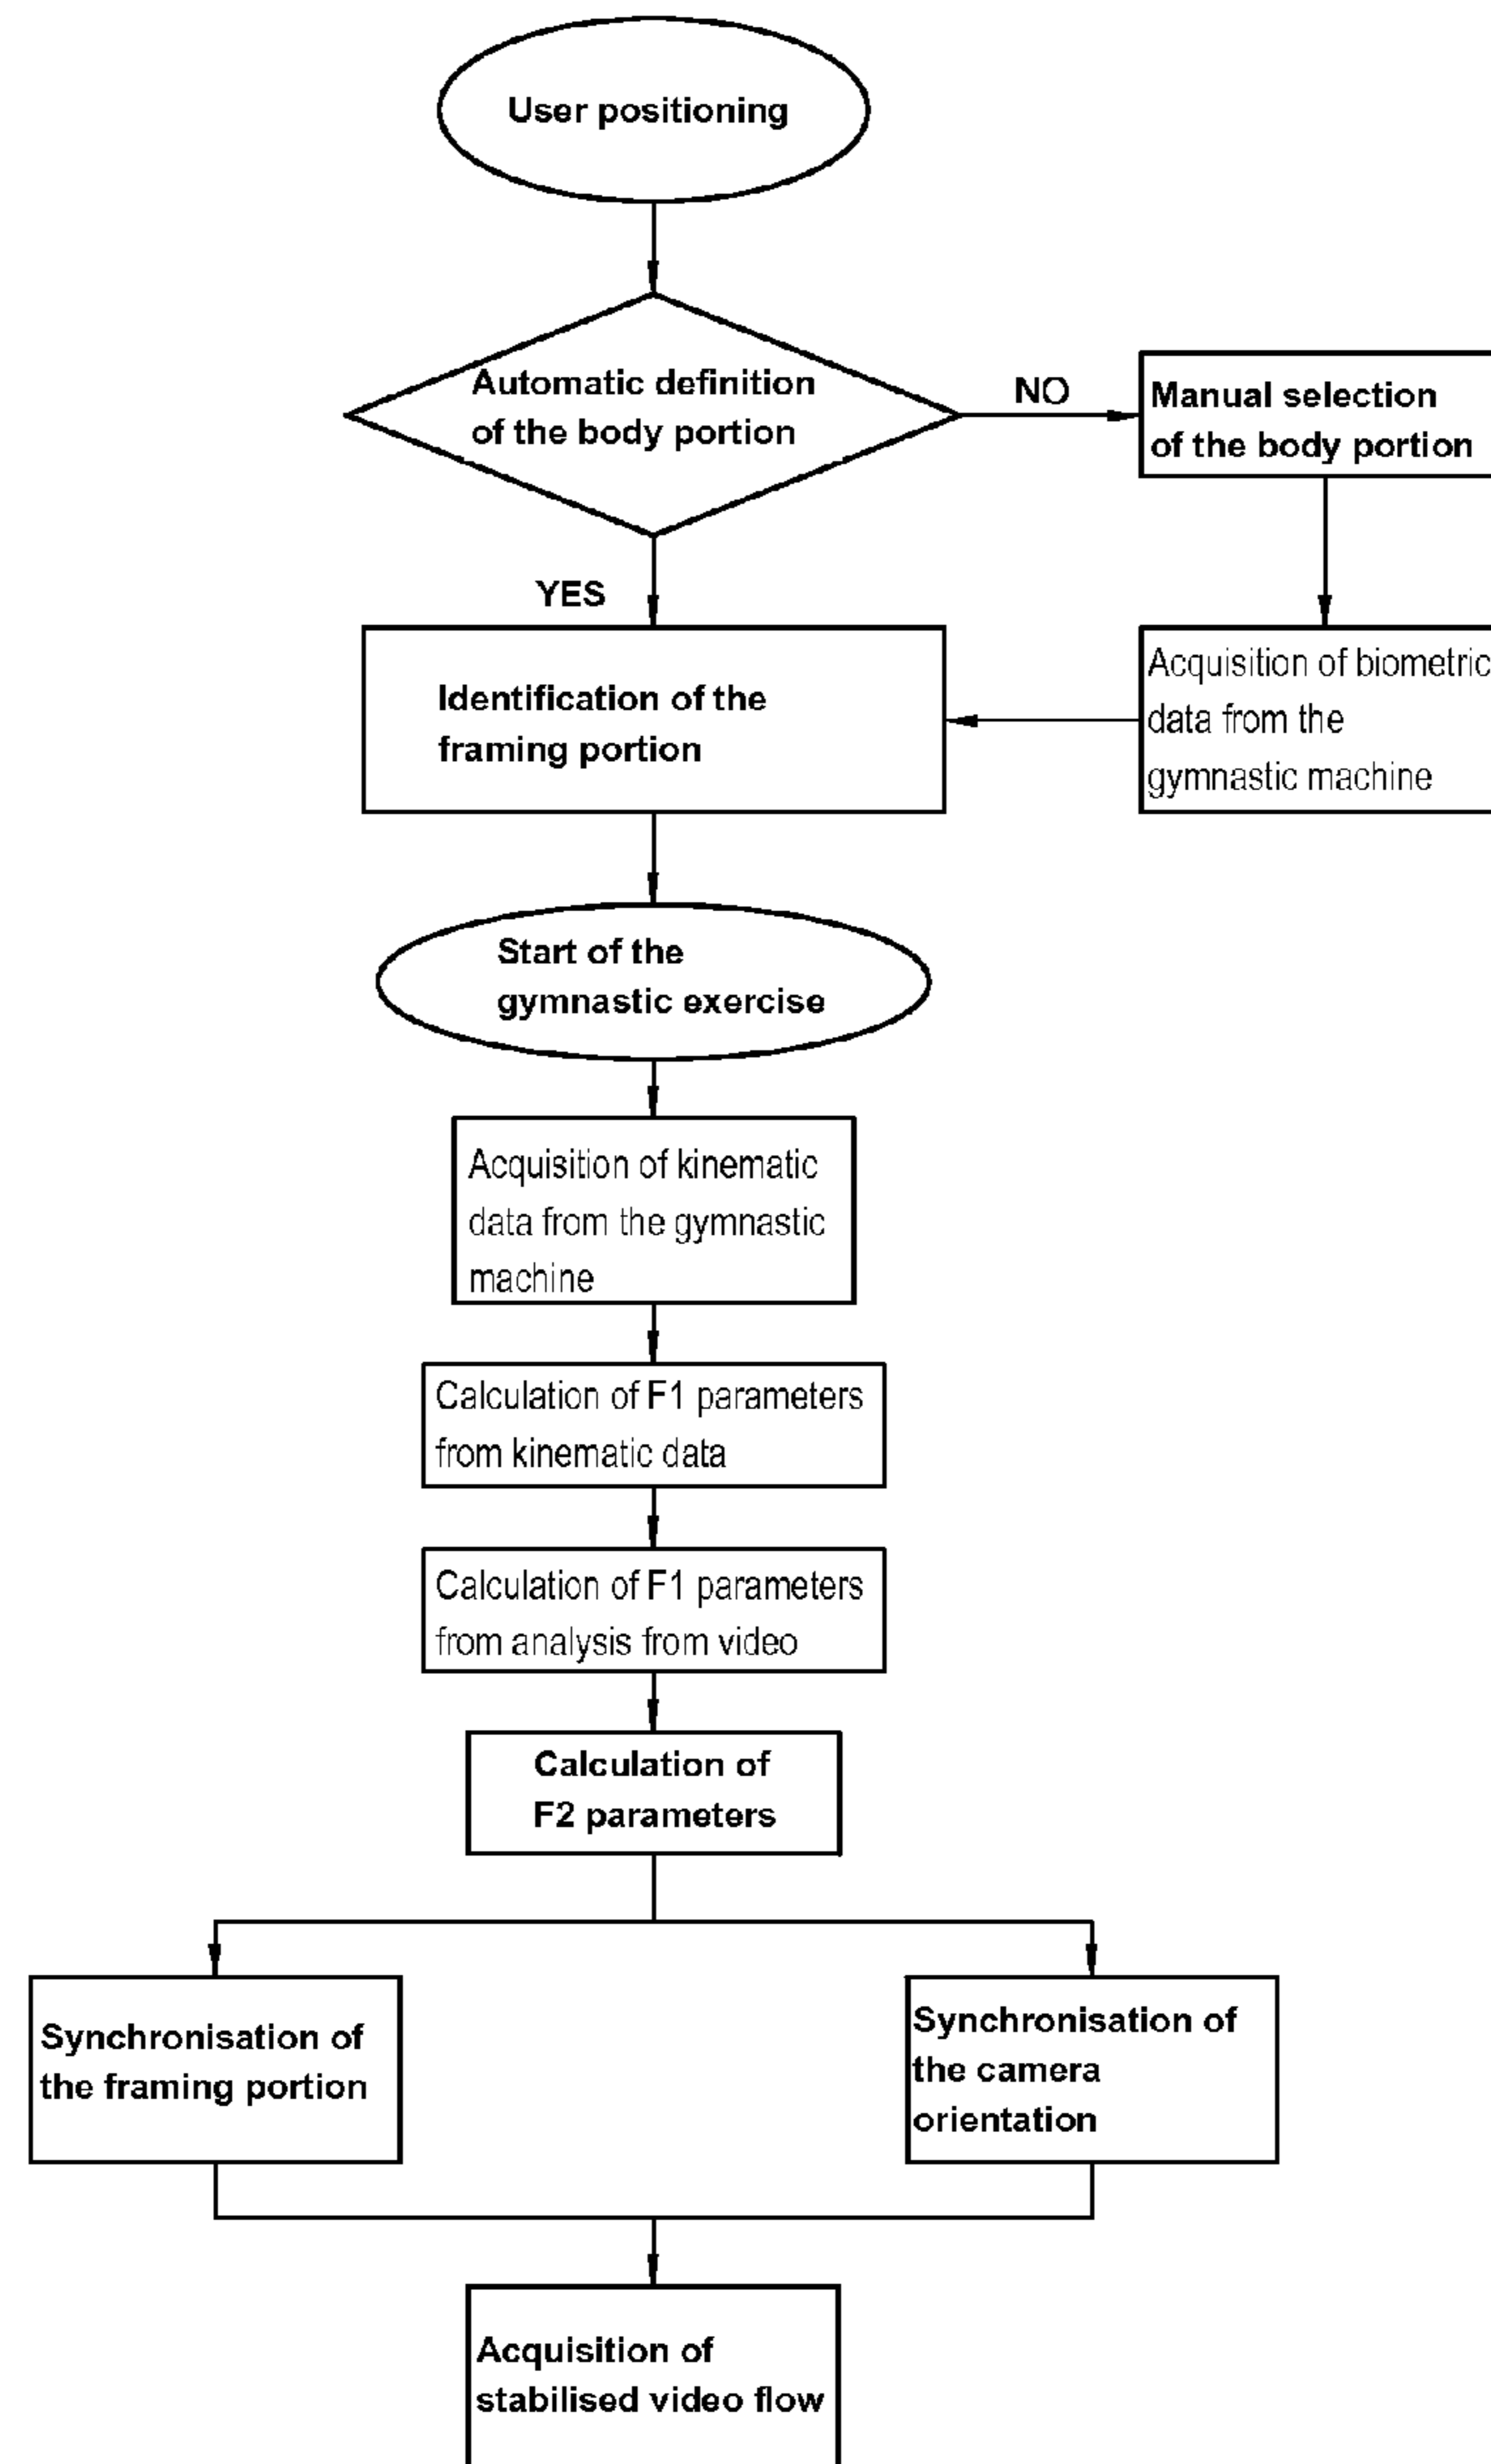 User positioning
Automatic definition
of the body portion
NO
Manual selection
of the body portion
YES
Identification of the
framing portion
Acquisition of biometric
data from the
gymnastic machine
Start of the
gymnastic exercise
Acquisition of kinematic
data from the gymnastic
machine
Calculation of F1 parameters
from kinematic data
Calculation of F1 parameters
from analysis from video
Calculation of
F2 parameters
Synchronisation of
the framing portion
Synchronisation of
the camera
orientation
Acquisition of
stabilised video flow